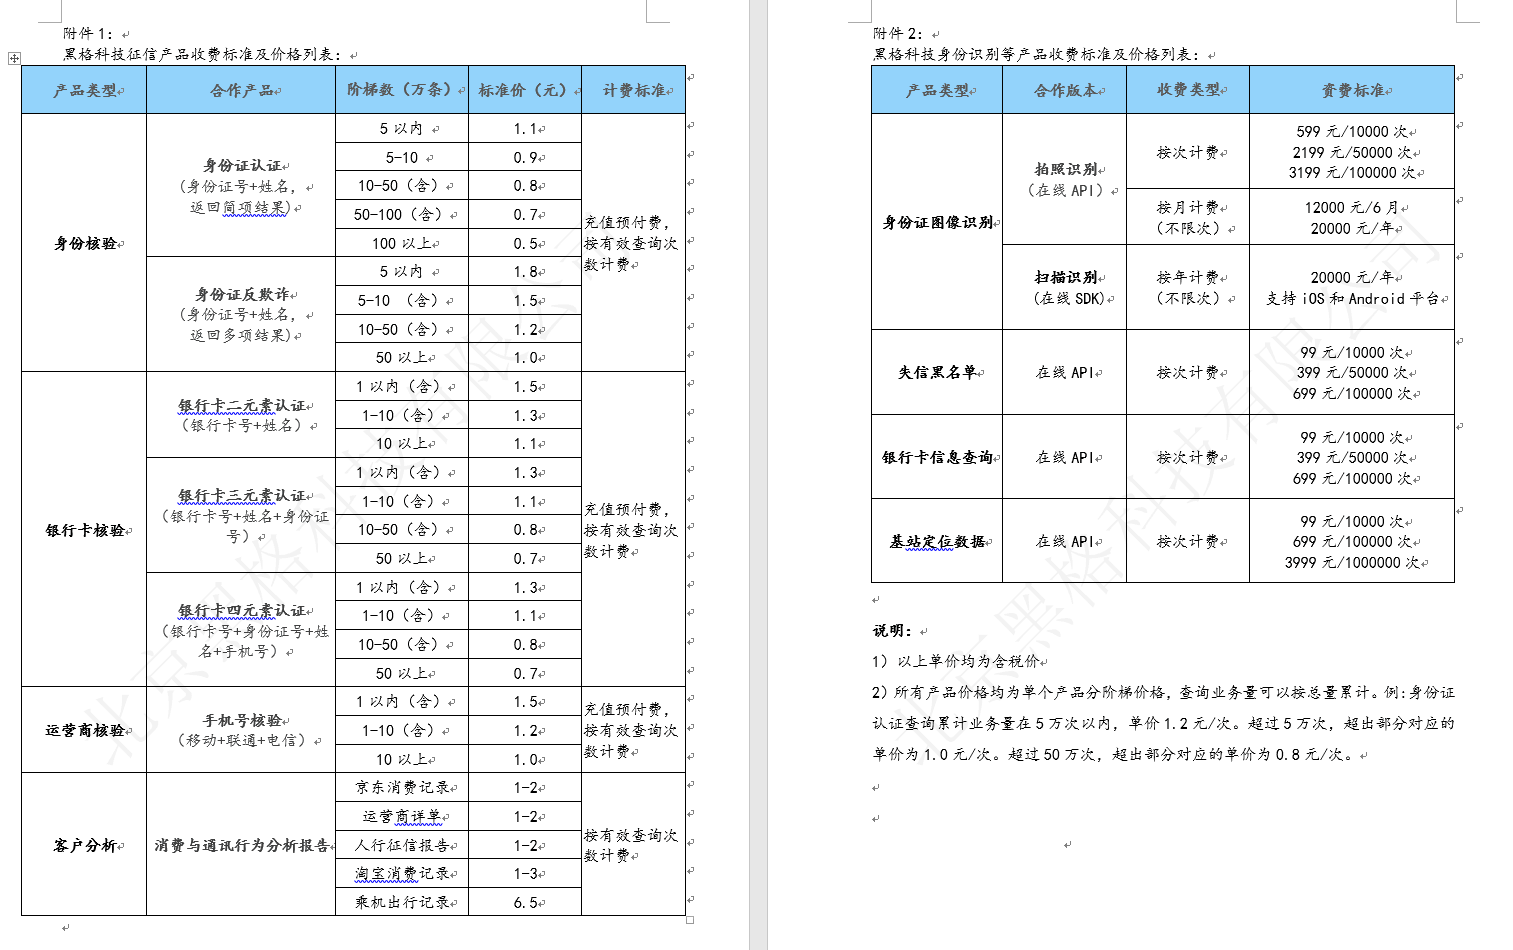 附件1：
黑格科技征信产品收费标准及价格列表：
产品类型 合作产品 阶梯数（万条） 标准价（元） 计费标准
身份核验
身份证认证
（身份证号+姓名，
返回简项结果）
5以内 1.1
5-10 0.9
10-50（含） 0.8
50-100（含） 0.7
100以上 0.5
身份证反欺诈
（身份证号+姓名，
返回多项结果）
5以内 1.8
5-10 （含） 1.5
10-50（含） 1.2
50以上 1.0
充值预付费，
按有效查询次
数计费
银行卡核验
银行卡二元素认证
（银行卡号+姓名）
1以内（含） 1.5
1-10（含） 1.3
10以上 1.1
银行卡三元素认证
（银行卡号+姓名+身份证
号）
1以内（含） 1.3
1-10（含） 1.1
10-50（含） 0.8
50以上 0.7
银行卡四元素认证
（银行卡号+身份证号+姓
名+手机号）
1以内（含） 1.3
1-10（含） 1.1
10-50（含） 0.8
50以上 0.7
充值预付费，
按有效查询次
数计费
运营商核验
手机号核验
（移动+联通+电信）
1以内（含） 1.5
1-10（含） 1.2
10以上 1.0
充值预付费，
按有效查询次
数计费
客户分析
消费与通讯行为分析报告
京东消费记录 1-2
运营商详单 1-2
人行征信报告 1-2
淘宝消费记录 1-3
乘机出行记录 6.5
按有效查询次
数计费
北京黑格科技有限公司
附件2：
黑格科技身份识别等产品收费标准及价格列表：
产品类型 合作版本 收费类型 资费标准
身份证图像识别
拍照识别
（在线API）
按次计费
599元/10000次
2199元/50000次
3199元/100000次
按月计费
（不限次）
12000元/6月
20000元/年
扫描识别
（在线SDK）
按年计费
（不限次）
20000元/年
支持iOS和Android平台
失信黑名单 在线API 按次计费
99元/10000次
399元/50000次
699元/100000次
银行卡信息查询 在线API 按次计费
99元/10000次
399元/50000次
699元/100000次
基站定位数据 在线API 按次计费
99元/10000次
699元/100000次
3999元/1000000次
说明：
1）以上单价均为含税价
2）所有产品价格均为单个产品分阶梯价格，查询业务量可以按总量累计。例：身份证
认证查询累计业务量在5万次以内，单价1.2元/次。超过5万次，超出部分对应的
单价为1.0元/次。超过50万次，超出部分对应的单价为0.8元/次。
北京黑格科技有限公司